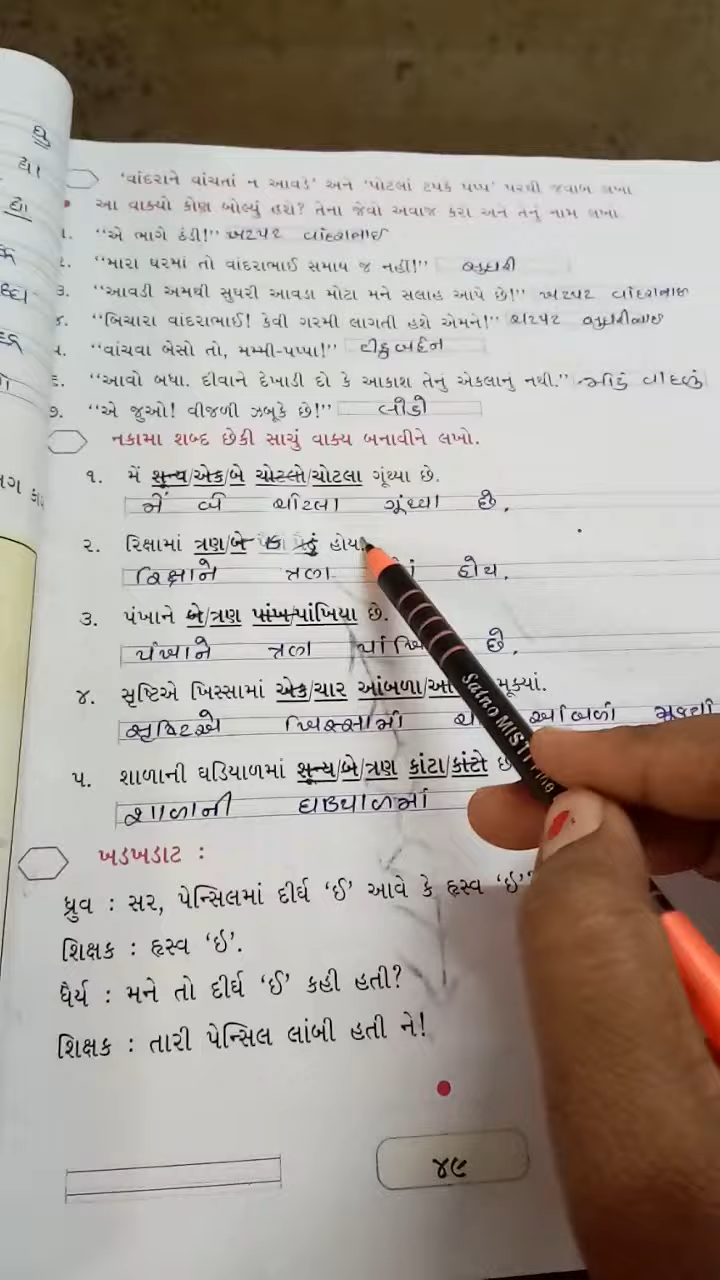 'વાંદરાને વાંચતાં ન આવડે' અને 'પોટલાં ટપક ધપ્પ' પરથી જવાબ લખો
આ વાક્યો કોણ બોલ્યું હશે? તેના જેવો અવાજ કરો અને તેનું નામ લખો
૧. "એ ભાગે ઠંડી!" ખટપટ વાંદરાભાઈ
૨. "મારા ઘરમાં તો વાંદરાભાઈ સમાય જ નહીં!" સુઘરી
૩. "આવડી અમથી સુઘરી આવડા મોટા મને સલાહ આપે છે!" ખટપટ વાંદરાભાઈ
૪. "બિચારા વાંદરાભાઈ! કેવી ગરમી લાગતી હશે એમને!"
૫. "વાંચવા બેસો તો, મમ્મી-પપ્પા!"
૬. "આવો બધા. દીવાને દેખાડી દો કે આકાશ તેનું એકલાનું નથી." વાદળું
૭. "એ જુઓ! વીજળી ઝબૂકે છે!"
નકામા શબ્દ છેકી સાચું વાક્ય બનાવીને લખો.
૧. મેં શૂન્ય/એક/બે ચોટલો/ચોટલા ગૂંથ્યા છે.
મેં બે ચોટલા ગૂંથ્યા છે.
૨. રિક્ષામાં ત્રણ/બે હોય.
રિક્ષાને ત્રણ હોય.
૩. પંખાને બે/ત્રણ પાંખ/પાંખિયા છે.
પંખાને ત્રણ પાંખિ છે.
૪. સૃષ્ટિએ ખિસ્સામાં એક/ચાર આંબળા/આ મૂક્યાં.
સૃષ્ટિએ ખિસ્સામાં આંબળાં મૂક્યાં
૫. શાળાની ઘડિયાળમાં શૂન્ય/બે/ત્રણ કાંટા/કાંટો છ
શાળાની ઘડિયાળમાં
ખડખડાટ :
ધ્રુવ : સર, પેન્સિલમાં દીર્ઘ 'ઈ' આવે કે હ્રસ્વ 'ઇ'?
શિક્ષક : હ્રસ્વ 'ઇ'.
ધૈર્ય : મને તો દીર્ઘ 'ઈ' કહી હતી?
શિક્ષક : તારી પેન્સિલ લાંબી હતી ને!
૪૯